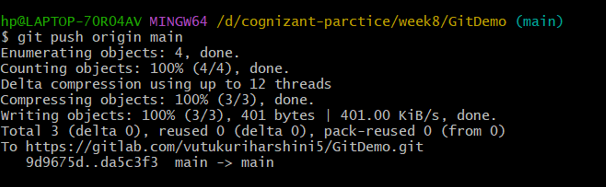 hp@LAPTOP-70R04AV MINGW64 /d/cognizant-parctice/week8/GitDemo (main)
$ git push origin main
Enumerating objects: 4, done.
Counting objects: 100% (4/4), done.
Delta compression using up to 12 threads
Compressing objects: 100% (3/3), done.
Writing objects: 100% (3/3), 401 bytes | 401.00 KiB/s, done.
Total 3 (delta 0), reused 0 (delta 0), pack-reused 0 (from 0)
To https://gitlab.com/vutukuriharshini5/GitDemo.git
   9d9675d..da5c3f3  main -> main